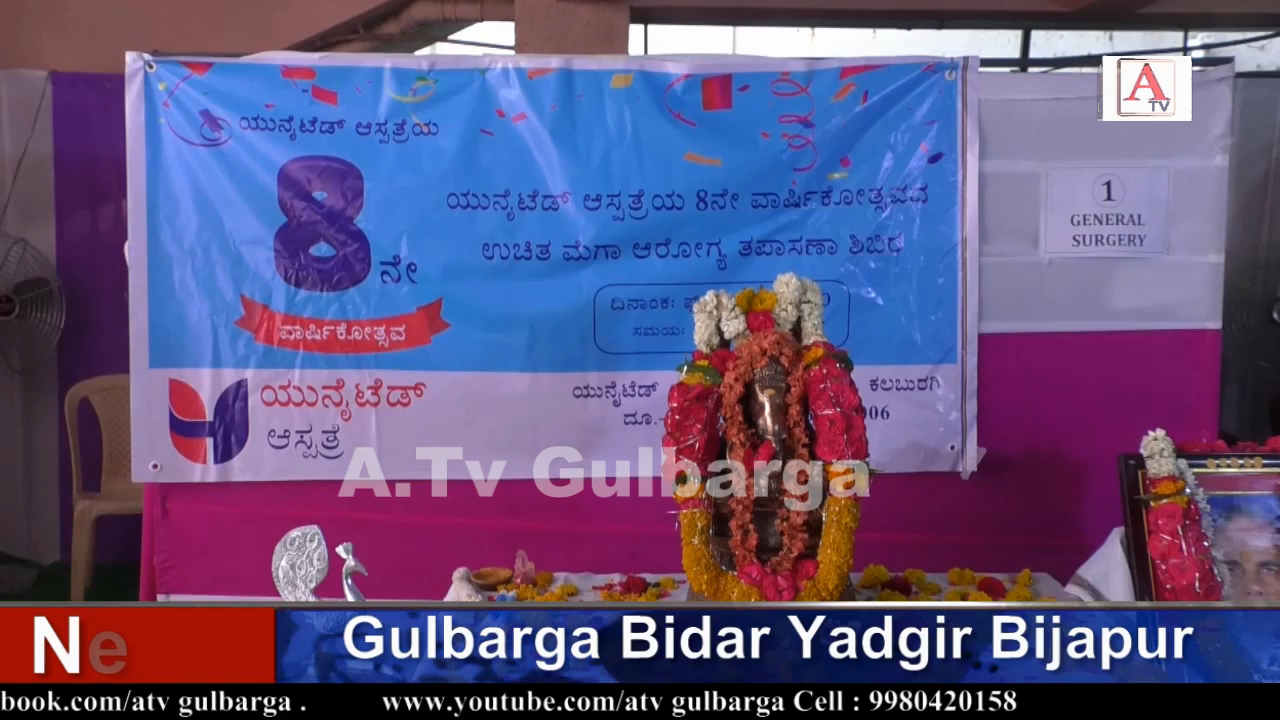 A
TV
ಯುನೈಟೆಡ್ ಆಸ್ಪತ್ರೆಯ
8ನೇ
ವಾರ್ಷಿಕೋತ್ಸವ
ಯುನೈಟೆಡ್ ಆಸ್ಪತ್ರೆಯ 8ನೇ ವಾರ್ಷಿಕೋತ್ಸವದ
ಉಚಿತ ಮೆಗಾ ಆರೋಗ್ಯ ತಪಾಸಣಾ ಶಿಬಿರ
ದಿನಾಂಕ:
ಸಮಯ:
ಯುನೈಟೆಡ್
ಆಸ್ಪತ್ರೆ
ಯುನೈಟೆಡ್ ಕಲಬುರಗಿ
ದೂ.- 006
1
GENERAL
SURGERY
A.Tv Gulbarga
Ne
Gulbarga Bidar Yadgir Bijapur
book.com/atv gulbarga . www.youtube.com/atv gulbarga Cell : 9980420158